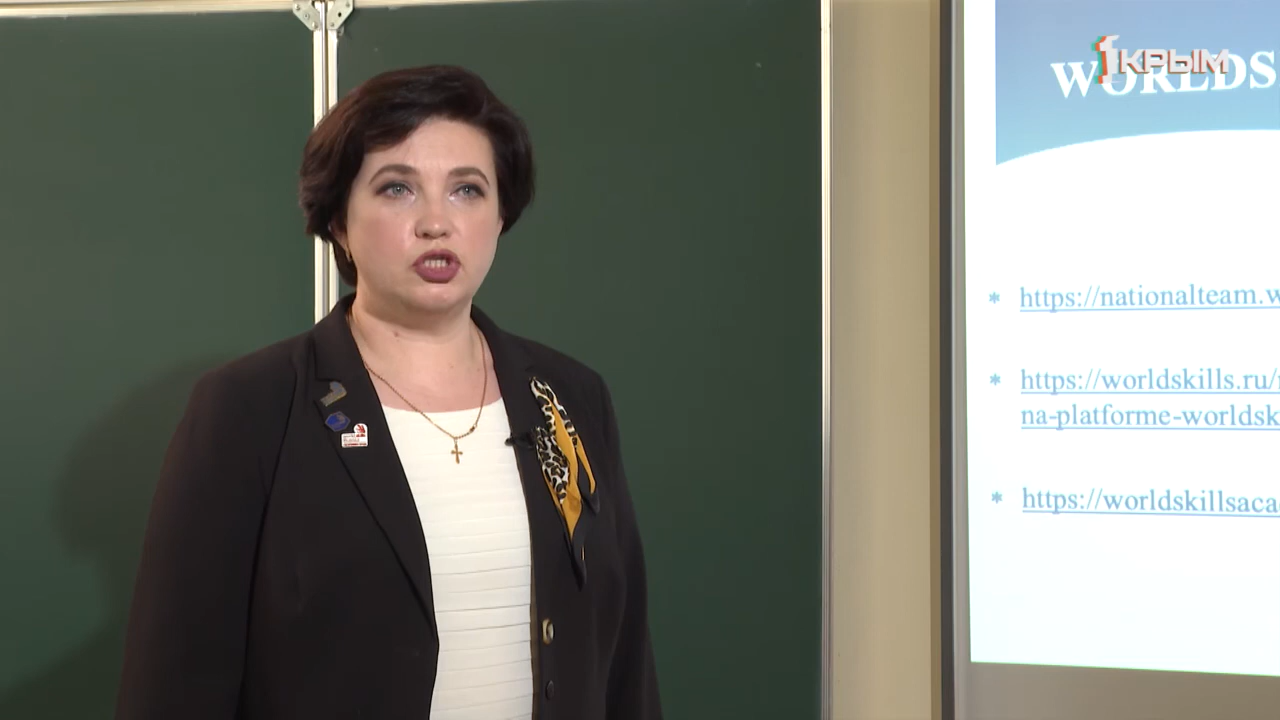 1КРЫМ
WORLDS
* https://nationalteam.w
* https://worldskills.ru/
na-platforme-worldsk
* https://worldskillsaca